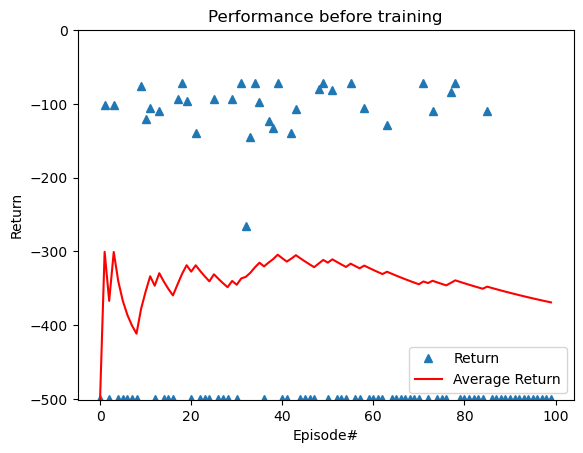 Performance before training
Return
0
−100
−200
−300
−400
−500
0
20
40
60
80
100
Episode#
Return
Average Return